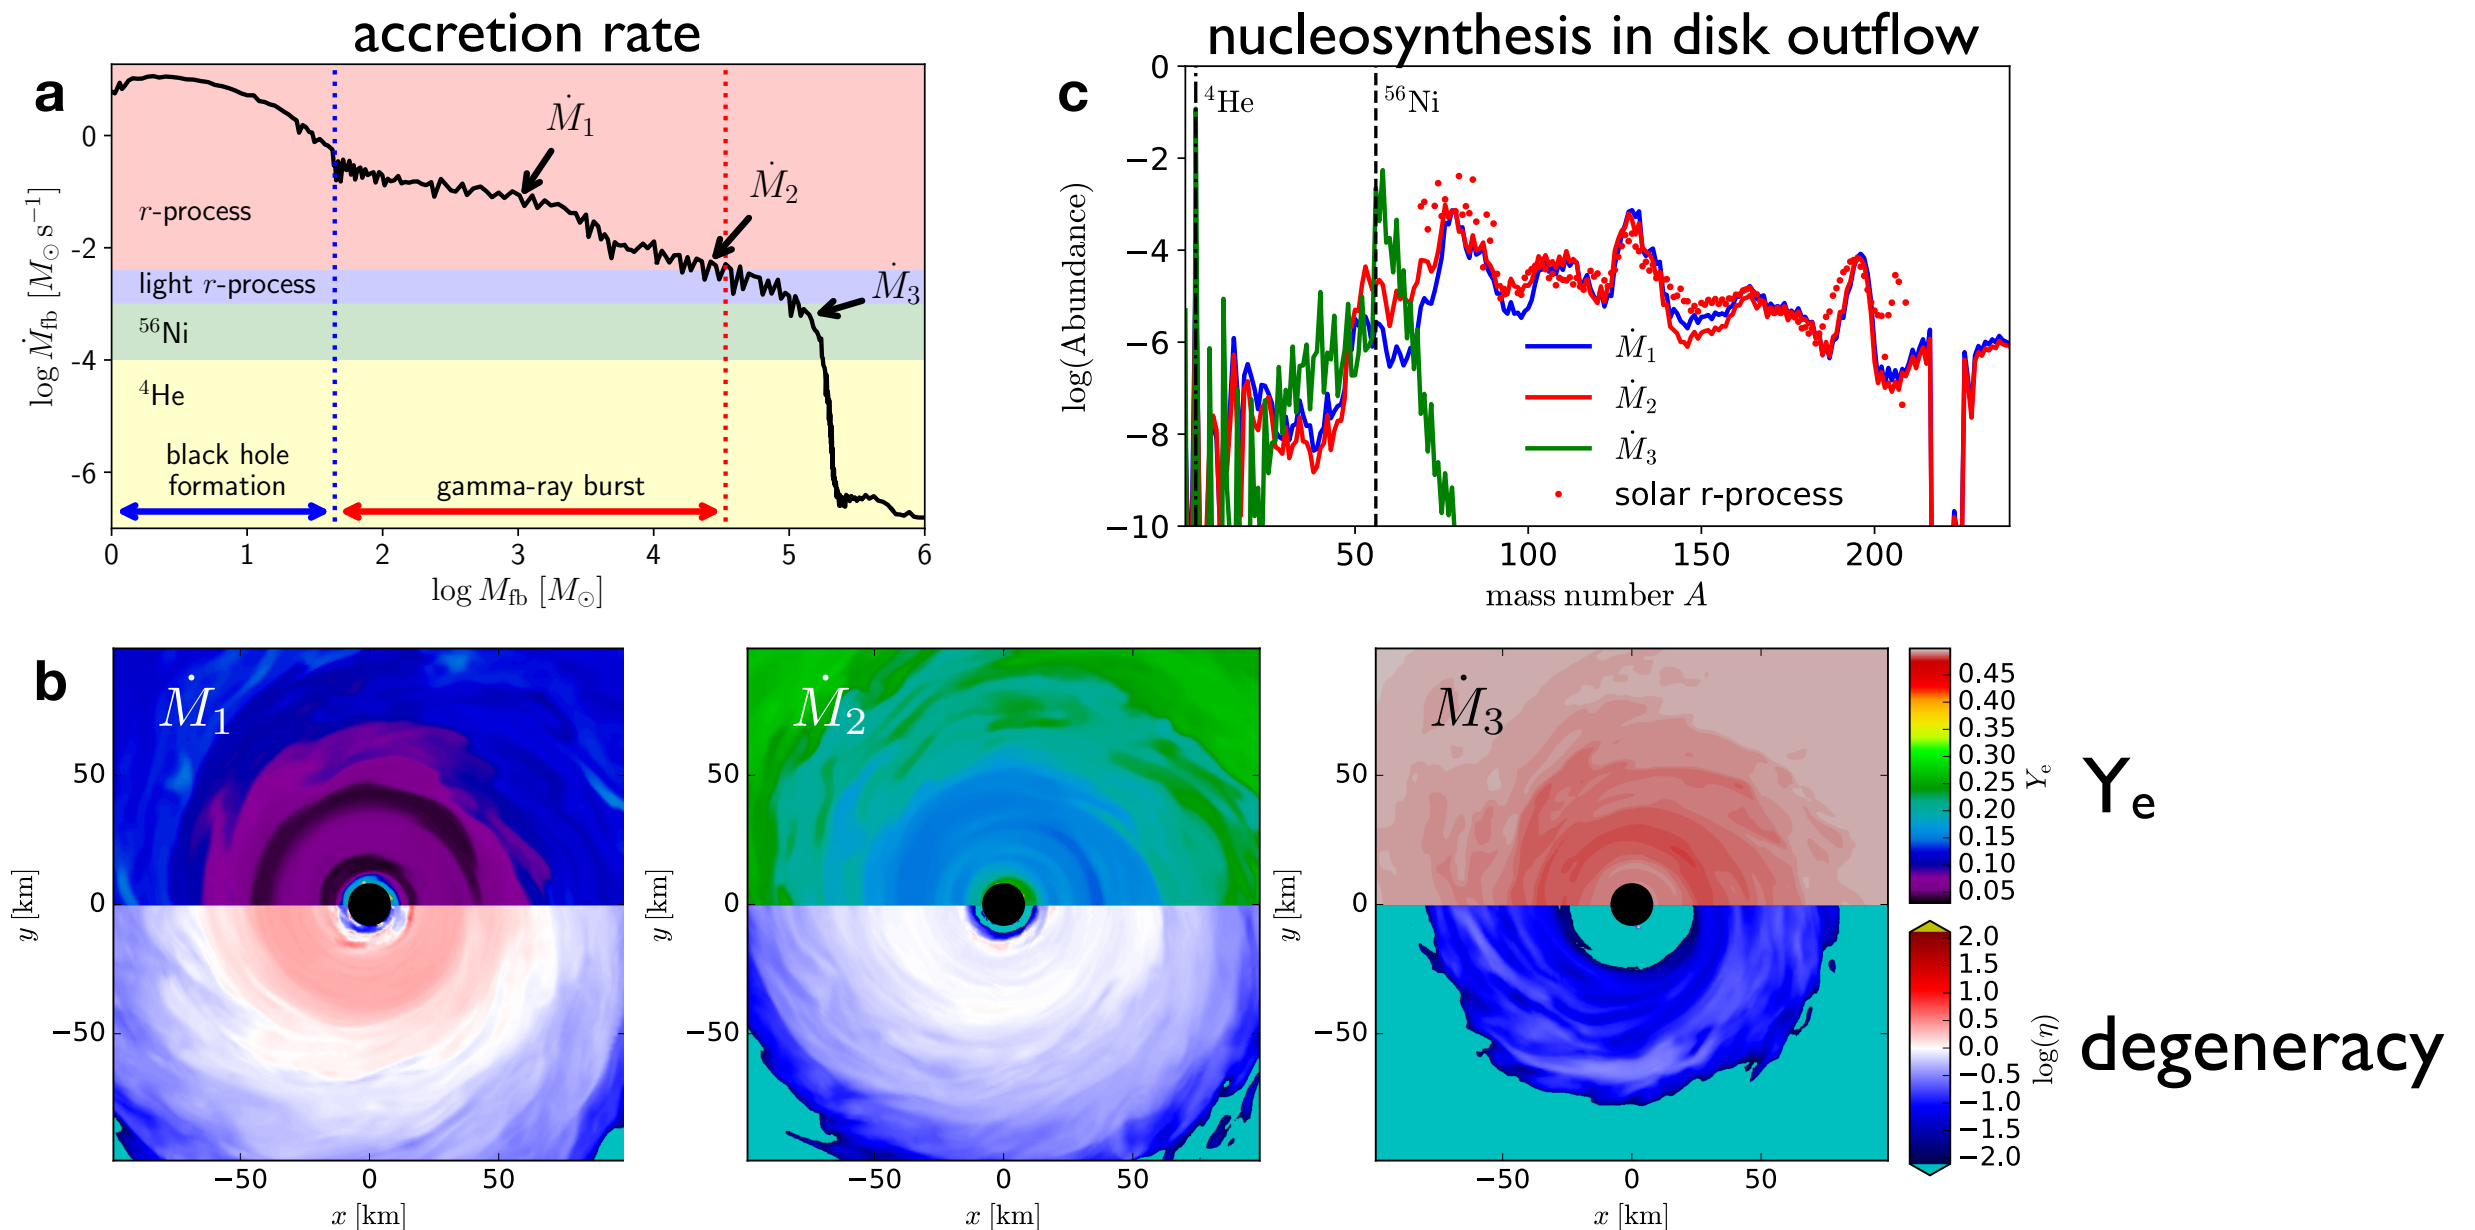 accretion rate
a
log Ṁfb [M⊙ s−1]
0
-2
-4
-6
r-process
light r-process
56Ni
4He
black hole
formation
gamma-ray burst
Ṁ1
Ṁ2
Ṁ3
0 1 2 3 4 5 6
log Mfb [M⊙]
nucleosynthesis in disk outflow
c
log(Abundance)
0
−2
−4
−6
−8
−10
4He
56Ni
Ṁ1
Ṁ2
Ṁ3
solar r-process
50 100 150 200
mass number A
b
Ṁ1
y [km]
50
0
−50
−50 0 50
x [km]
Ṁ2
y [km]
50
0
−50
−50 0 50
x [km]
Ṁ3
y [km]
50
0
−50
−50 0 50
x [km]
0.45
0.40
0.35
0.30
0.25
0.20
0.15
0.10
0.05
Ye
Ye
2.0
1.5
1.0
0.5
0.0
−0.5
−1.0
−1.5
−2.0
log(η)
degeneracy